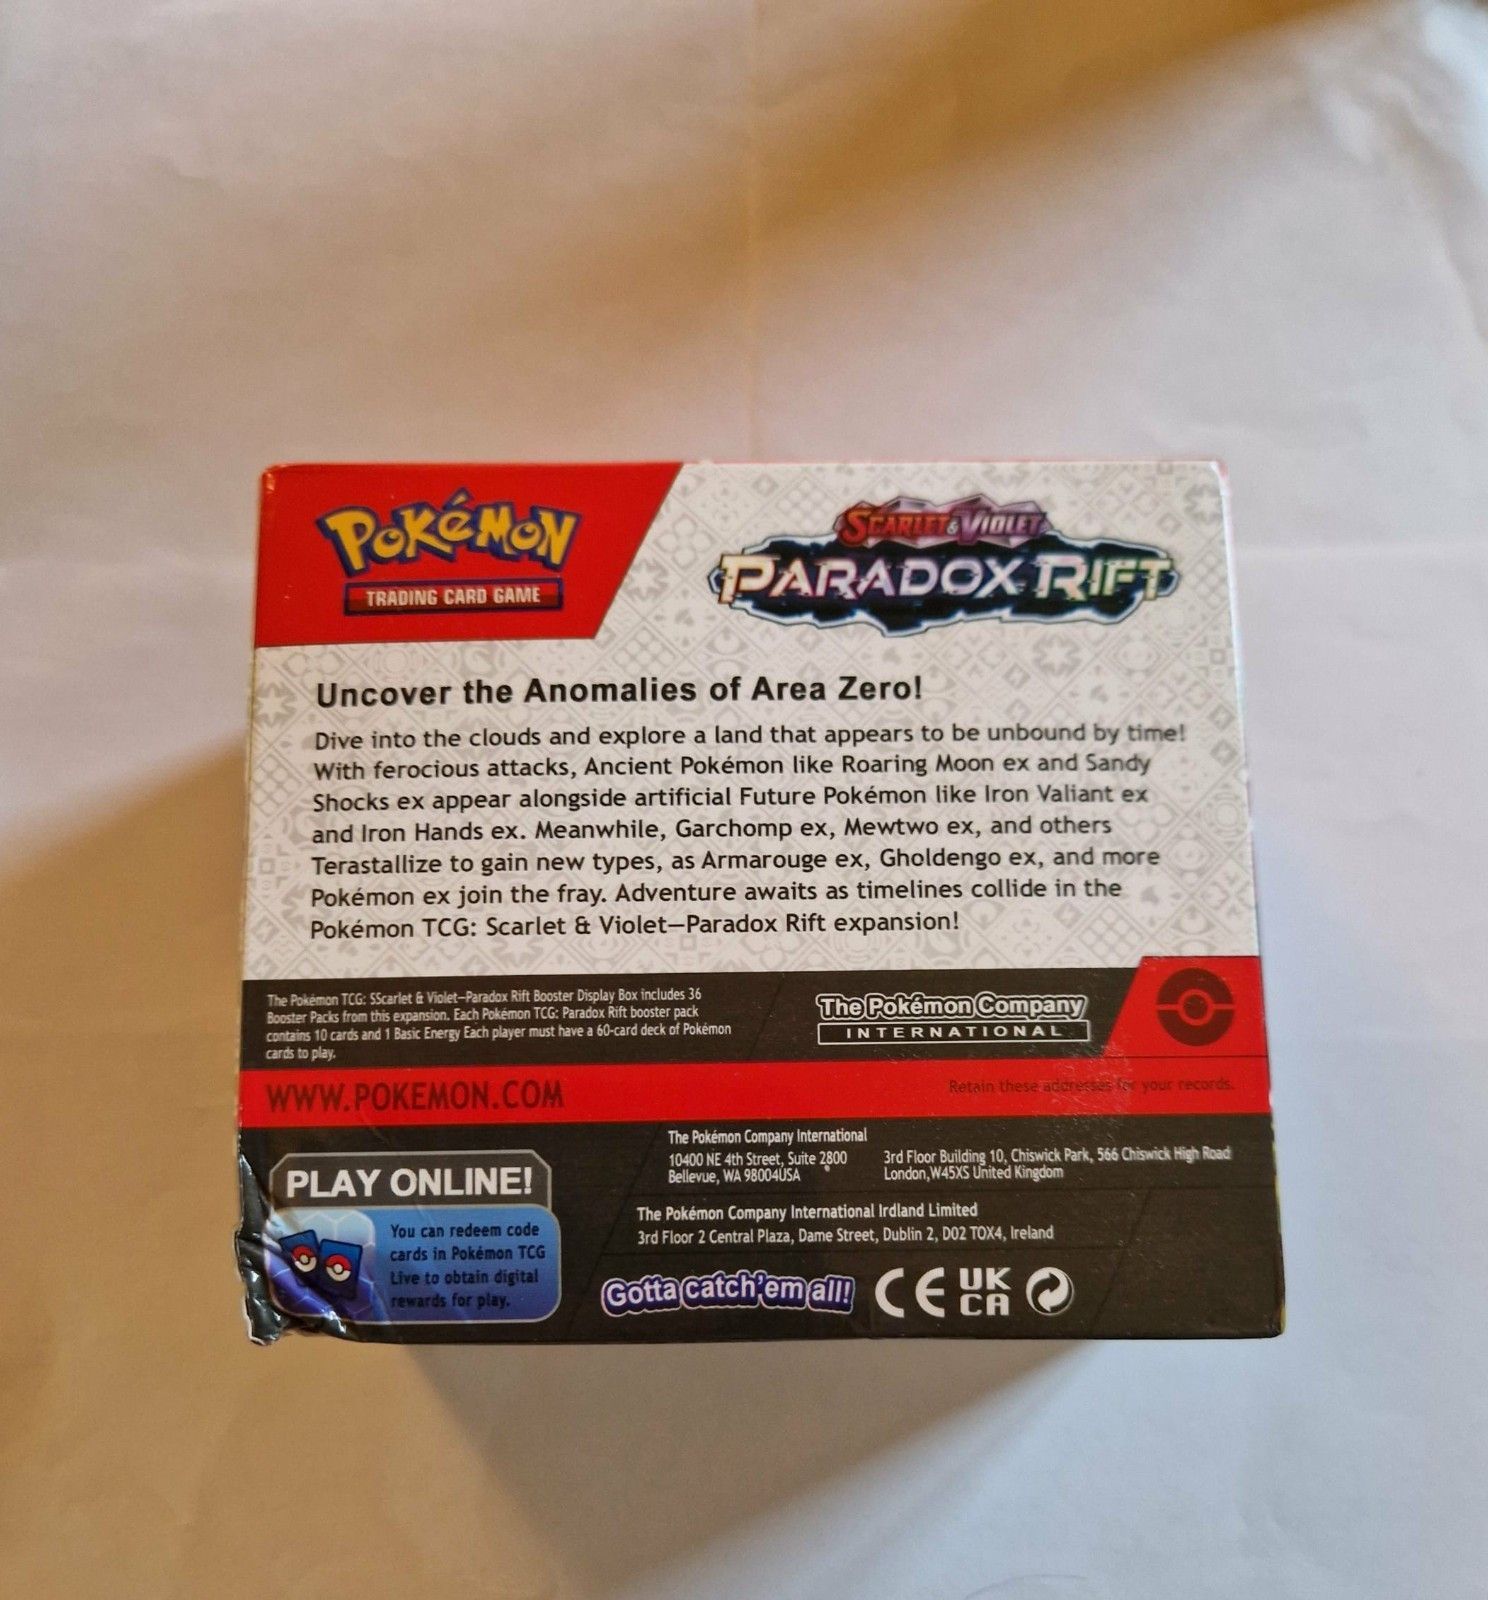 POKéMON
TRADING CARD GAME
SCARLET & VIOLET
PARADOX RIFT
Uncover the Anomalies of Area Zero!
Dive into the clouds and explore a land that appears to be unbound by time!
With ferocious attacks, Ancient Pokémon like Roaring Moon ex and Sandy
Shocks ex appear alongside artificial Future Pokémon like Iron Valiant ex
and Iron Hands ex. Meanwhile, Garchomp ex, Mewtwo ex, and others
Terastallize to gain new types, as Armarouge ex, Gholdengo ex, and more
Pokémon ex join the fray. Adventure awaits as timelines collide in the
Pokémon TCG: Scarlet & Violet—Paradox Rift expansion!
The Pokémon TCG: SScarlet & Violet—Paradox Rift Booster Display Box includes 36
Booster Packs from this expansion. Each Pokémon TCG: Paradox Rift booster pack
contains 10 cards and 1 Basic Energy Each player must have a 60-card deck of Pokémon
cards to play.
The Pokémon Company
INTERNATIONAL
WWW.POKEMON.COM
Retain these addresses for your records.
The Pokémon Company International
10400 NE 4th Street, Suite 2800
Bellevue, WA 98004USA
3rd Floor Building 10, Chiswick Park, 566 Chiswick High Road
London,W45XS United Kingdom
The Pokémon Company International Irdland Limited
3rd Floor 2 Central Plaza, Dame Street, Dublin 2, D02 TOX4, Ireland
PLAY ONLINE!
You can redeem code
cards in Pokémon TCG
Live to obtain digital
rewards for play.
Gotta catch'em all!
CE
UK
CA